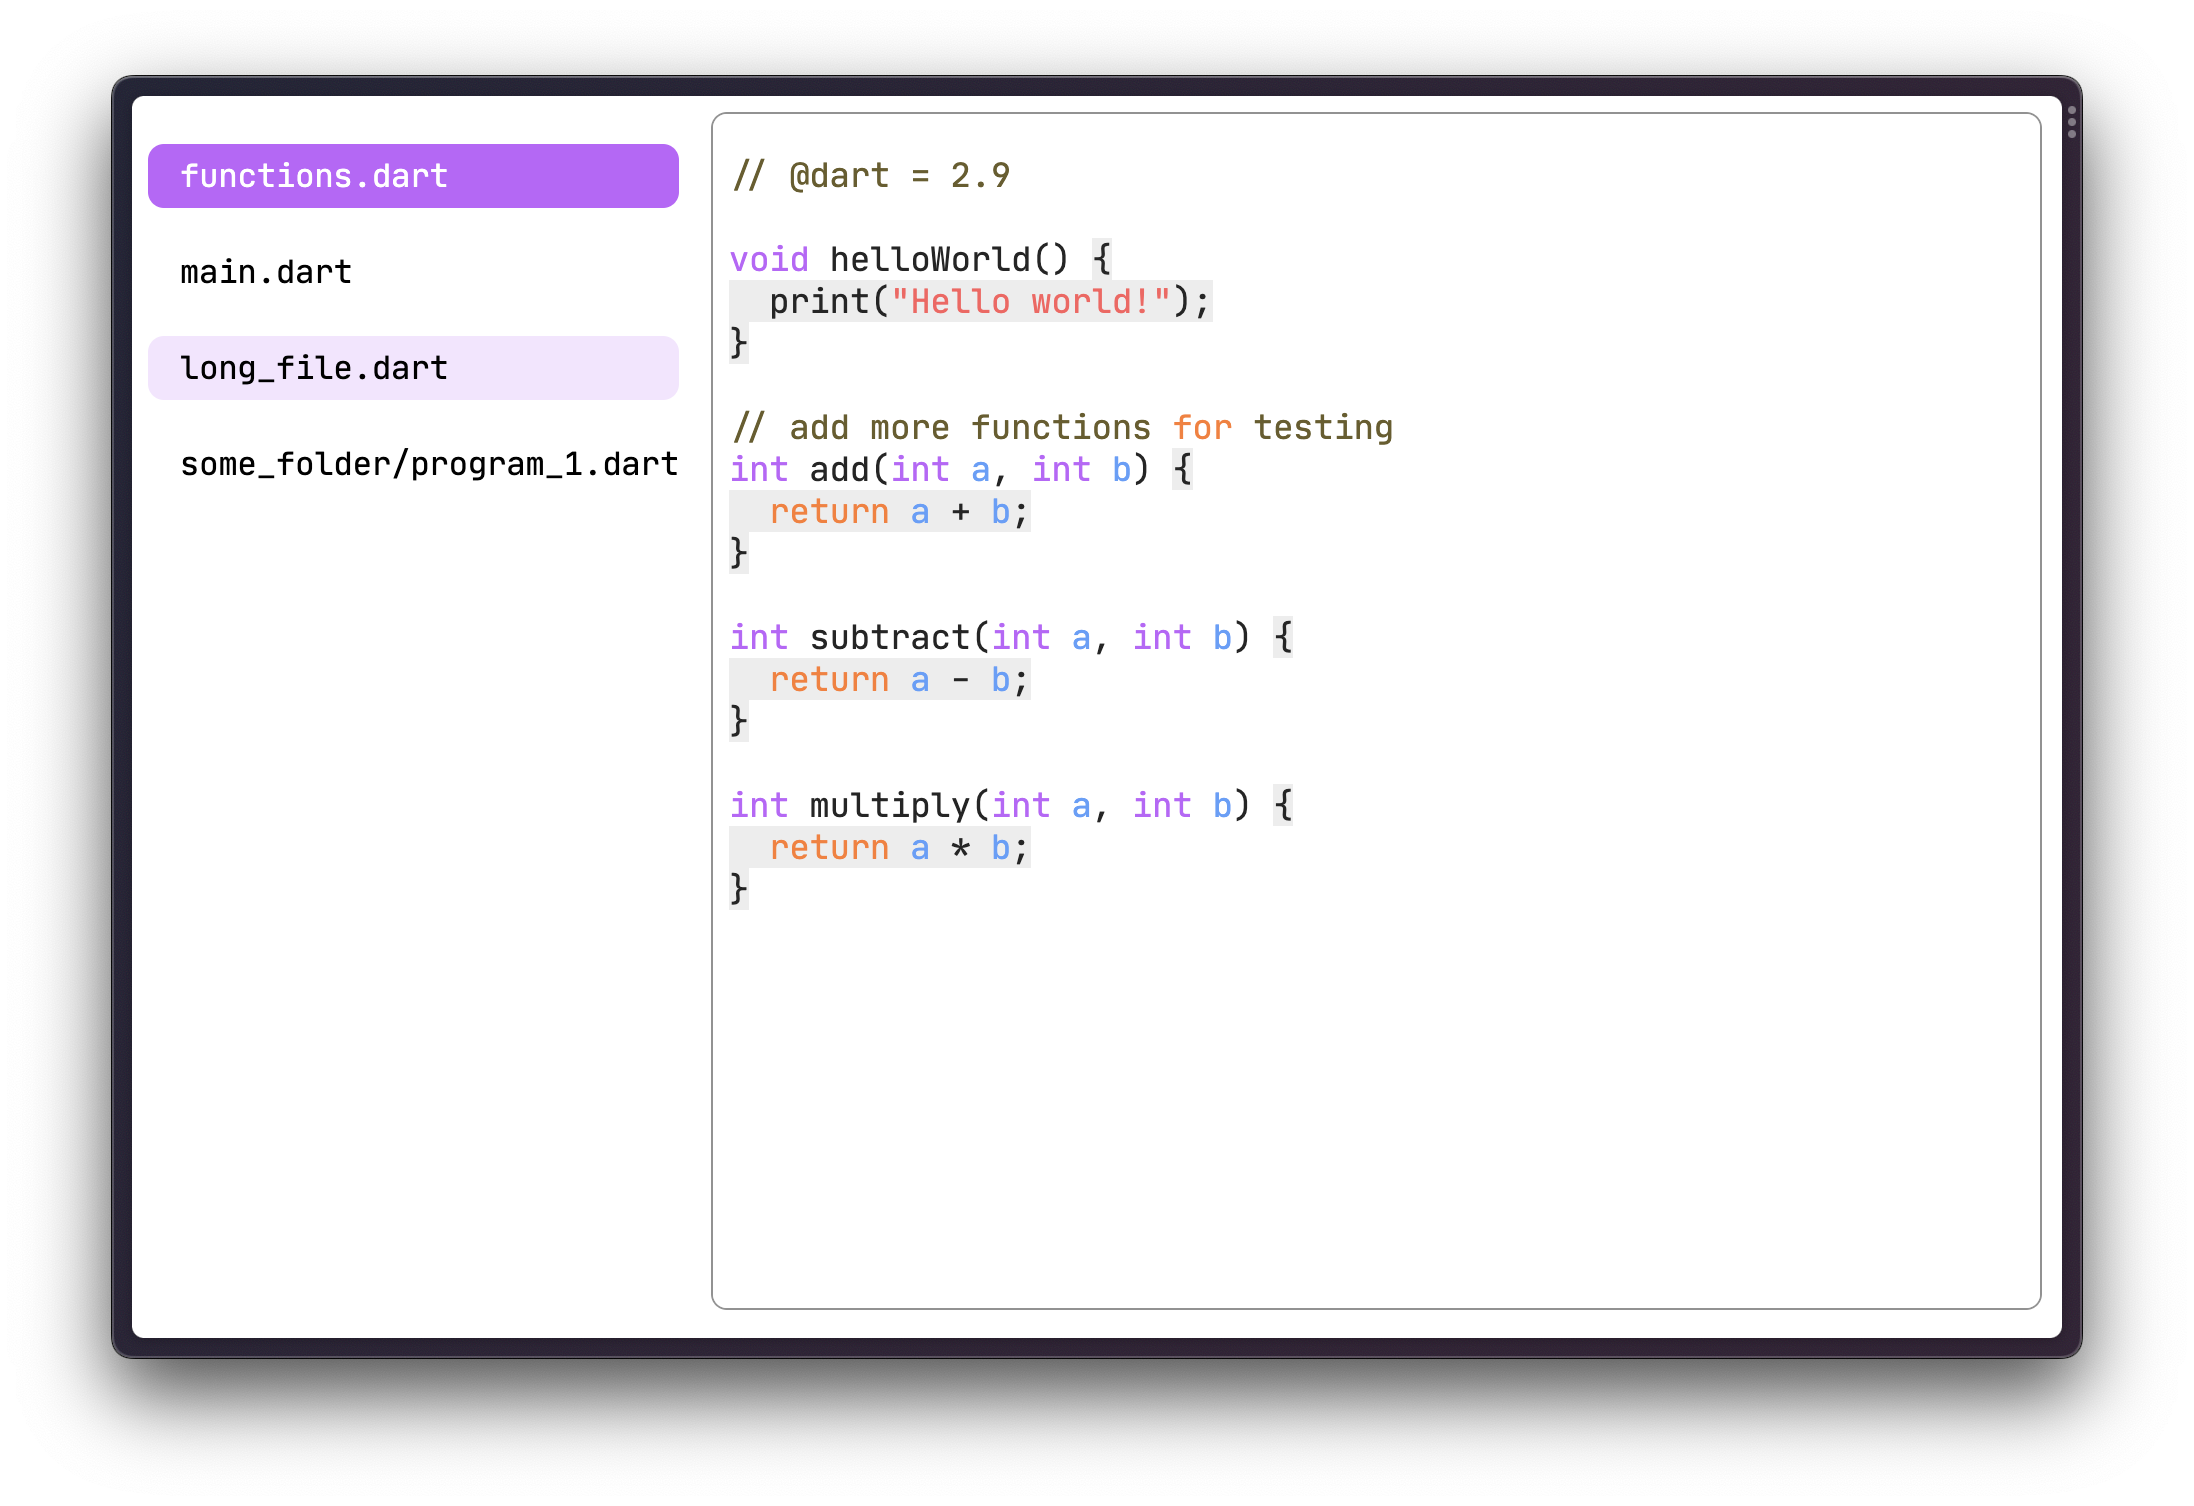 functions.dart
main.dart
long_file.dart
some_folder/program_1.dart
// @dart = 2.9
void helloWorld() {
  print("Hello world!");
}
// add more functions for testing
int add(int a, int b) {
  return a + b;
}
int subtract(int a, int b) {
  return a - b;
}
int multiply(int a, int b) {
  return a * b;
}